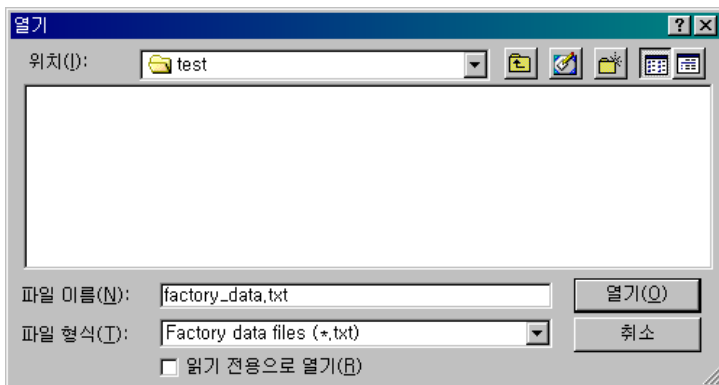 열기
위치(I): test
파일 이름(N): factory_data.txt 열기(O)
파일 형식(T): Factory data files (*.txt) 취소
읽기 전용으로 열기(R)